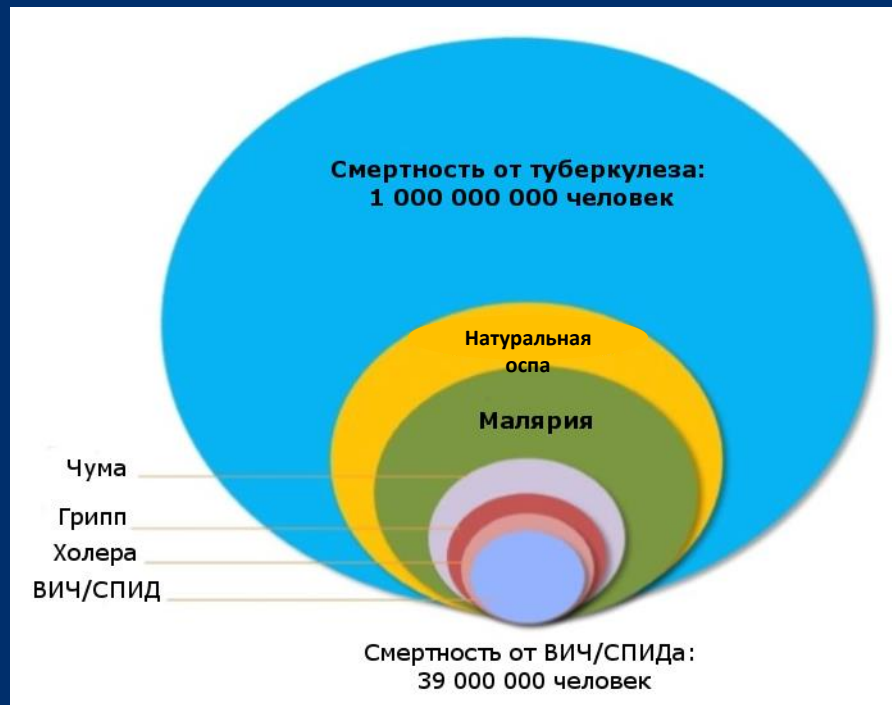 Смертность от туберкулеза:
1 000 000 000 человек
Натуральная
оспа
Малярия
Чума
Грипп
Холера
ВИЧ/СПИД
Смертность от ВИЧ/СПИДа:
39 000 000 человек